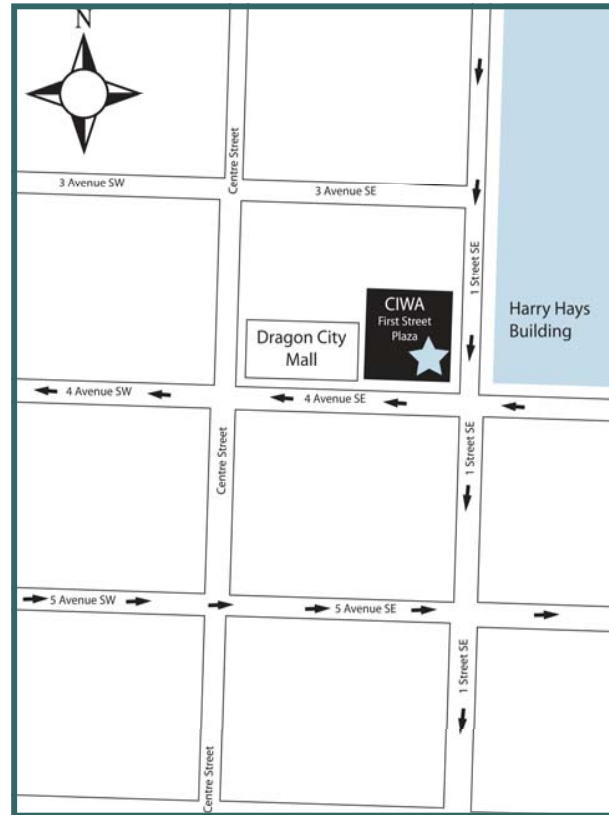 N
Centre Street
3 Avenue SW
3 Avenue SE
1 Street SE
CIWA
First Street
Plaza
Harry Hays
Building
Dragon City
Mall
4 Avenue SW
4 Avenue SE
Centre Street
1 Street SE
5 Avenue SW
5 Avenue SE
1 Street SE
Centre Street